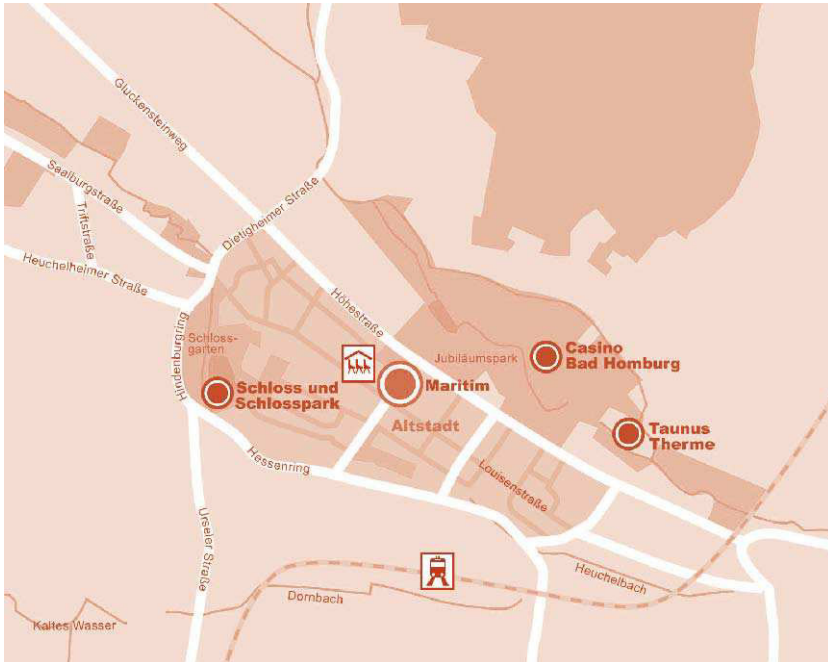 Gluckensteinweg
Saalburgstraße
Triftstraße
Dietigheimer Straße
Heuchelheimer Straße
Höhestraße
Hindenburgring
Schloss-
garten
Jubiläumspark
Casino
Bad Homburg
Schloss und
Schlosspark
Maritim
Altstadt
Taunus
Therme
Hessenring
Louisenstraße
Urseler Straße
Heuchelbach
Dornbach
Kaltes Wasser